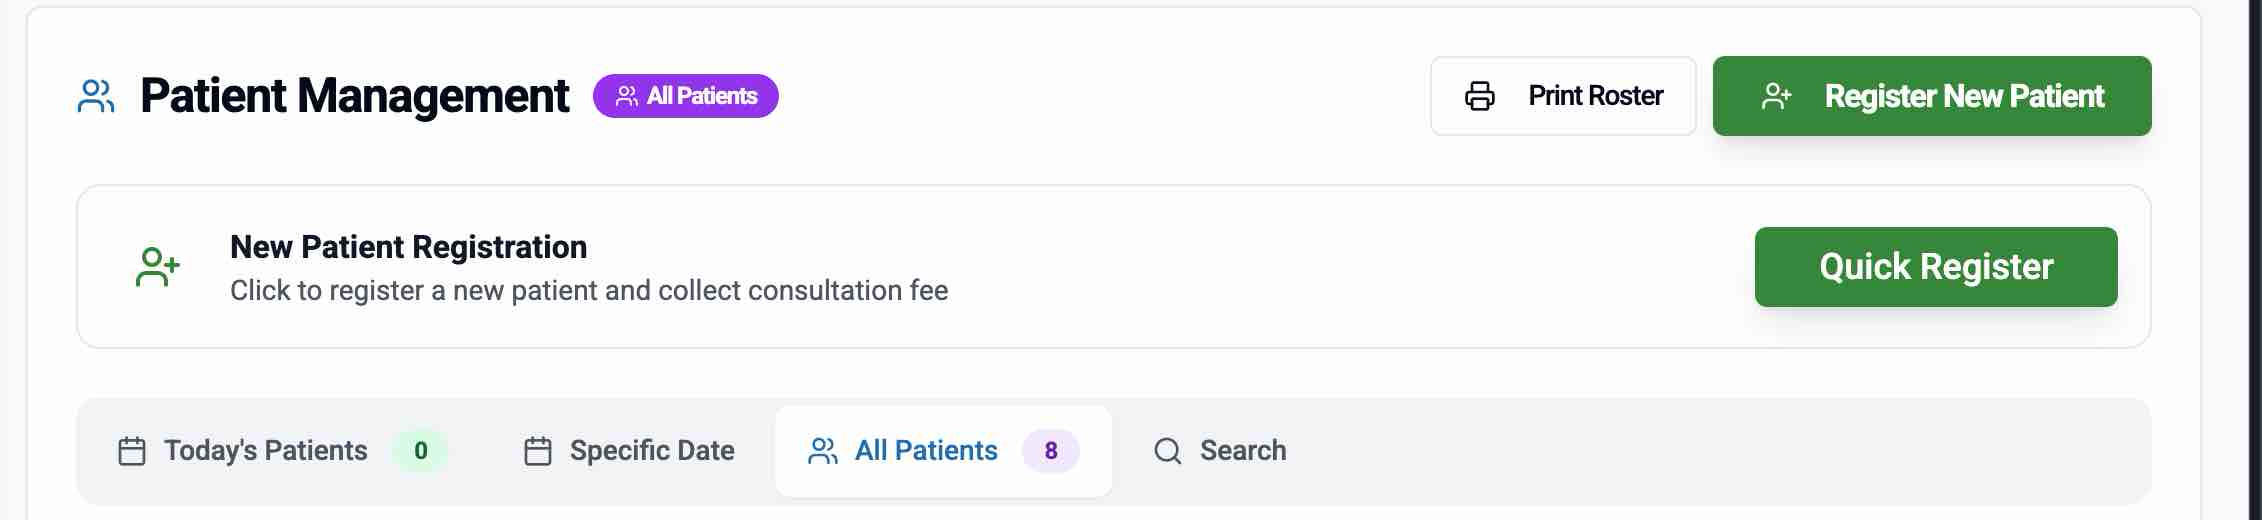 Patient Management
All Patients
Print Roster
Register New Patient
New Patient Registration
Click to register a new patient and collect consultation fee
Quick Register
Today's Patients 0
Specific Date
All Patients 8
Search